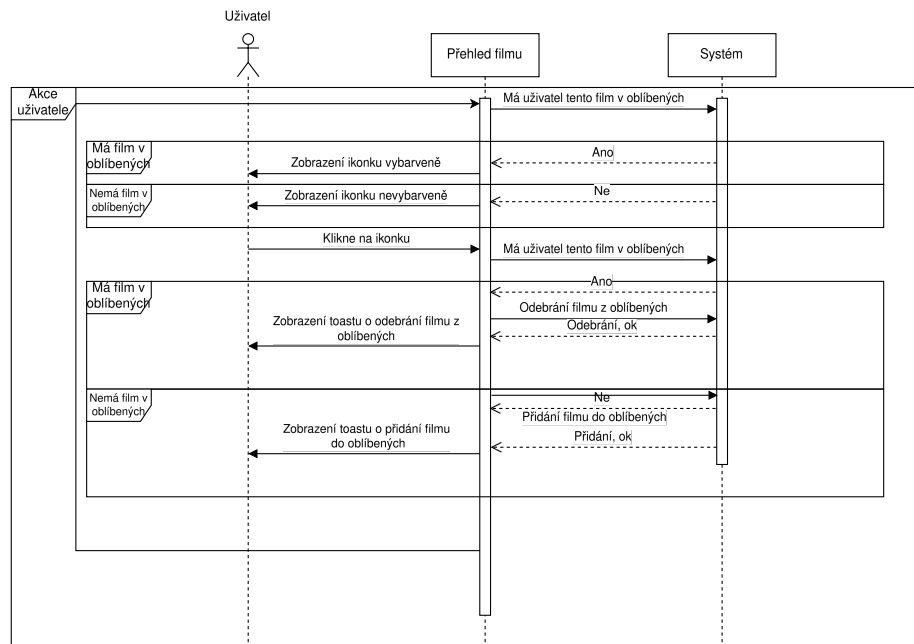 Uživatel
Přehled filmu
Systém
Akce
uživatele
Má uživatel tento film v oblíbených
Má film v
oblíbených
Ano
Zobrazení ikonku vybarveně
Nemá film v
oblíbených
Ne
Zobrazení ikonku nevybarveně
Klikne na ikonku
Má uživatel tento film v oblíbených
Má film v
oblíbených
Ano
Odebrání filmu z oblíbených
Zobrazení toastu o odebrání filmu z
oblíbených
Odebrání, ok
Nemá film v
oblíbených
Ne
Přidání filmu do oblíbených
Zobrazení toastu o přidání filmu
do oblíbených
Přidání, ok